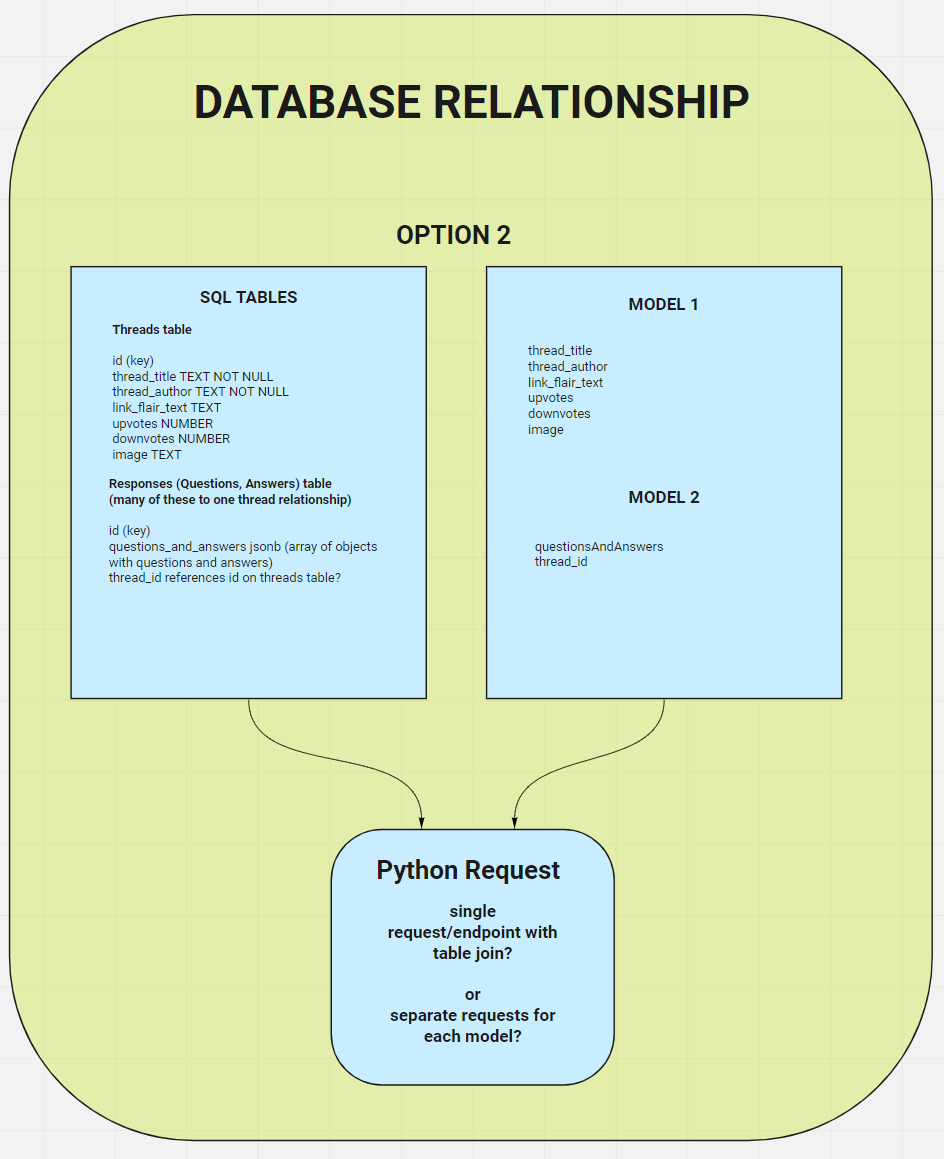 DATABASE RELATIONSHIP
OPTION 2
SQL TABLES
Threads table
id (key)
thread_title TEXT NOT NULL
thread_author TEXT NOT NULL
link_flair_text TEXT
upvotes NUMBER
downvotes NUMBER
image TEXT
Responses (Questions, Answers) table
(many of these to one thread relationship)
id (key)
questions_and_answers jsonb (array of objects
with questions and answers)
thread_id references id on threads table?
MODEL 1
thread_title
thread_author
link_flair_text
upvotes
downvotes
image
MODEL 2
questionsAndAnswers
thread_id
Python Request
single
request/endpoint with
table join?
or
separate requests for
each model?